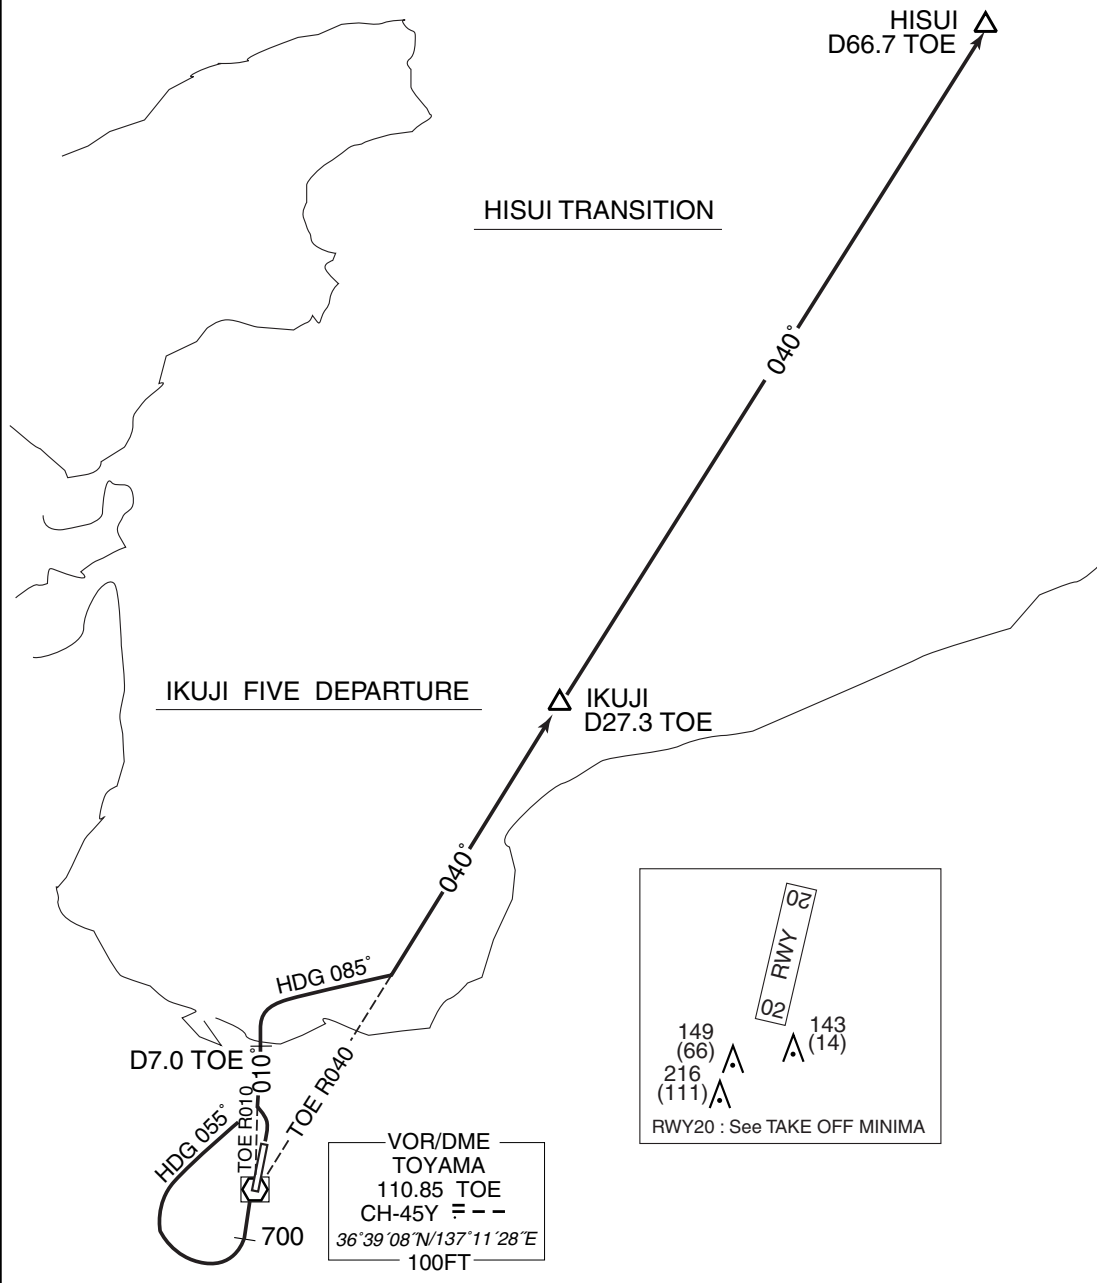 HISUI
D66.7 TOE
HISUI TRANSITION
040°
IKUJI FIVE DEPARTURE
IKUJI
D27.3 TOE
040°
HDG 085°
D7.0 TOE
010°
TOE R010
TOE R040
HDG 055°
700
VOR/DME
TOYAMA
110.85 TOE
CH-45Y
36°39´08˝N/137°11´28˝E
100FT
20
RWY
02
149
(66)
143
(14)
216
(111)
RWY20 : See TAKE OFF MINIMA